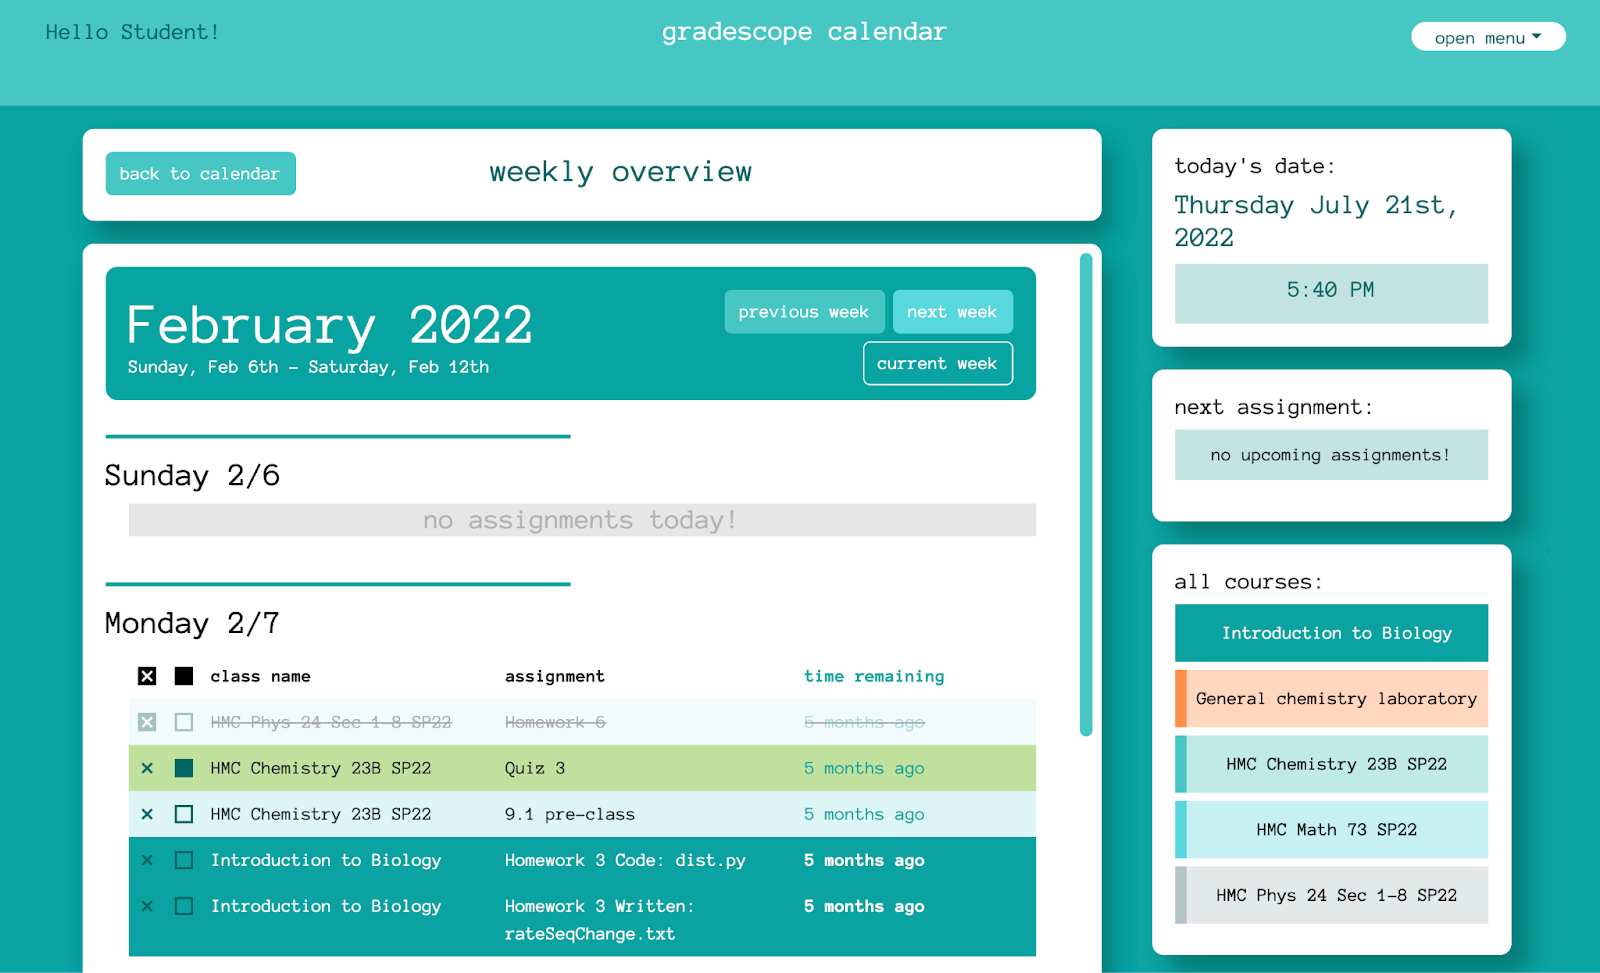 Hello Student!
gradescope calendar
open menu
back to calendar
weekly overview
February 2022
Sunday, Feb 6th - Saturday, Feb 12th
previous week
next week
current week
Sunday 2/6
no assignments today!
Monday 2/7
class name assignment time remaining
HMC Phys 24 Sec 1-8 SP22 Homework 6 5 months ago
HMC Chemistry 23B SP22 Quiz 3 5 months ago
HMC Chemistry 23B SP22 9.1 pre-class 5 months ago
Introduction to Biology Homework 3 Code: dist.py 5 months ago
Introduction to Biology Homework 3 Written: 5 months ago
rateSeqChange.txt
today's date:
Thursday July 21st,
2022
5:40 PM
next assignment:
no upcoming assignments!
all courses:
Introduction to Biology
General chemistry laboratory
HMC Chemistry 23B SP22
HMC Math 73 SP22
HMC Phys 24 Sec 1-8 SP22